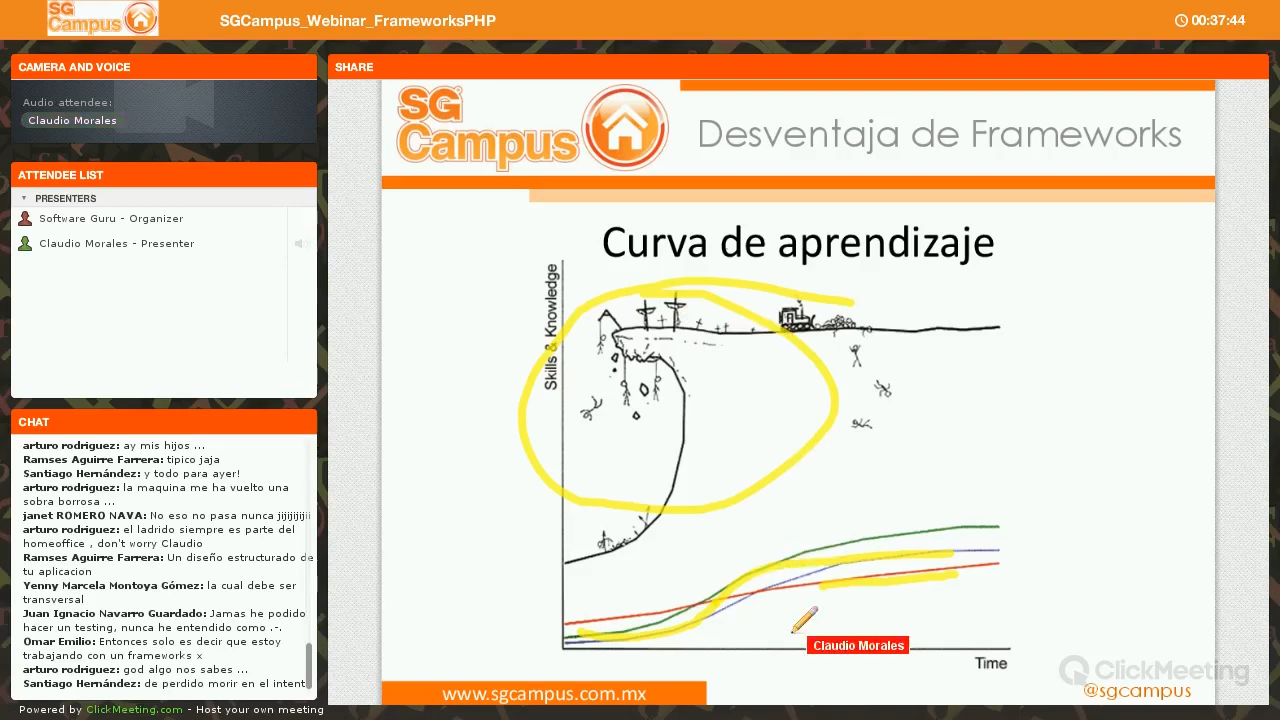 SG
Campus
SGCampus_Webinar_FrameworksPHP
00:37:44
CAMERA AND VOICE
Audio attendee:
Claudio Morales
ATTENDEE LIST
PRESENTERS
Software Guru - Organizer
Claudio Morales - Presenter
CHAT
arturo rodriguez: ay mis hijos ...
Ramses Aguirre Farrera: tipico jaja
Santiago Hernández: y todo para ayer!
arturo rodriguez: la maquina me ha vuelto una
sobra borrosa ...
janet ROMERO NAVA: No eso no pasa nunca jijijijijii
arturo rodriguez: el ladrido siempre es parte del
homeoffice , don't worry Claudio
Ramses Aguirre Farrera: Un diseño estructurado de
tu aplicacion
Yenny Marcela Montoya Gómez: la cual debe ser
transversal
Juan Ignacio Navarro Guardado: Jamas he podido
hacer un testing, nunca he entendido como .-.
Omar Emilio: Entonces solo es decir que estoy
trabajando con un frameworks x
arturo rodriguez: god algo nos sabes ...
Santiago Hernández: de perdido morir en el intent
Powered by ClickMeeting.com - Host your own meeting
SHARE
SG
Campus
Desventaja de Frameworks
Curva de aprendizaje
Skills & Knowledge
Claudio Morales
Time
ClickMeeting
www.sgcampus.com.mx
@sgcampus